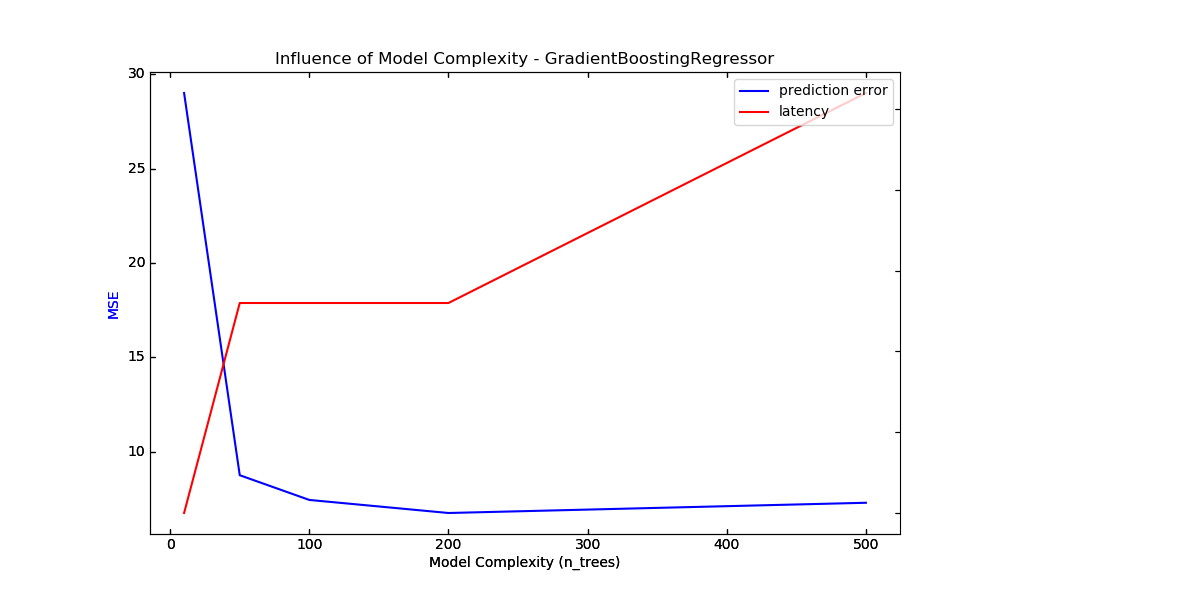 Influence of Model Complexity - GradientBoostingRegressor
prediction error
latency
30
25
20
15
10
MSE
0 100 200 300 400 500
Model Complexity (n_trees)